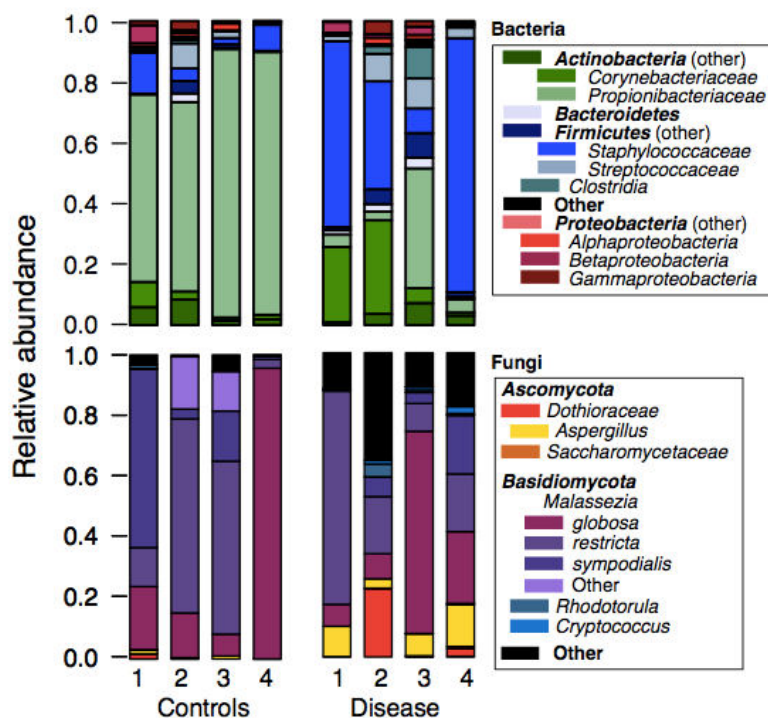 Relative abundance
1.0
0.8
0.6
0.4
0.2
0.0
1.0
0.8
0.6
0.4
0.2
0.0
1 2 3 4
Controls
1 2 3 4
Disease
Bacteria
Actinobacteria (other)
Corynebacteriaceae
Propionibacteriaceae
Bacteroidetes
Firmicutes (other)
Staphylococcaceae
Streptococcaceae
Clostridia
Other
Proteobacteria (other)
Alphaproteobacteria
Betaproteobacteria
Gammaproteobacteria
Fungi
Ascomycota
Dothioraceae
Aspergillus
Saccharomycetaceae
Basidiomycota
Malassezia
globosa
restricta
sympodialis
Other
Rhodotorula
Cryptococcus
Other